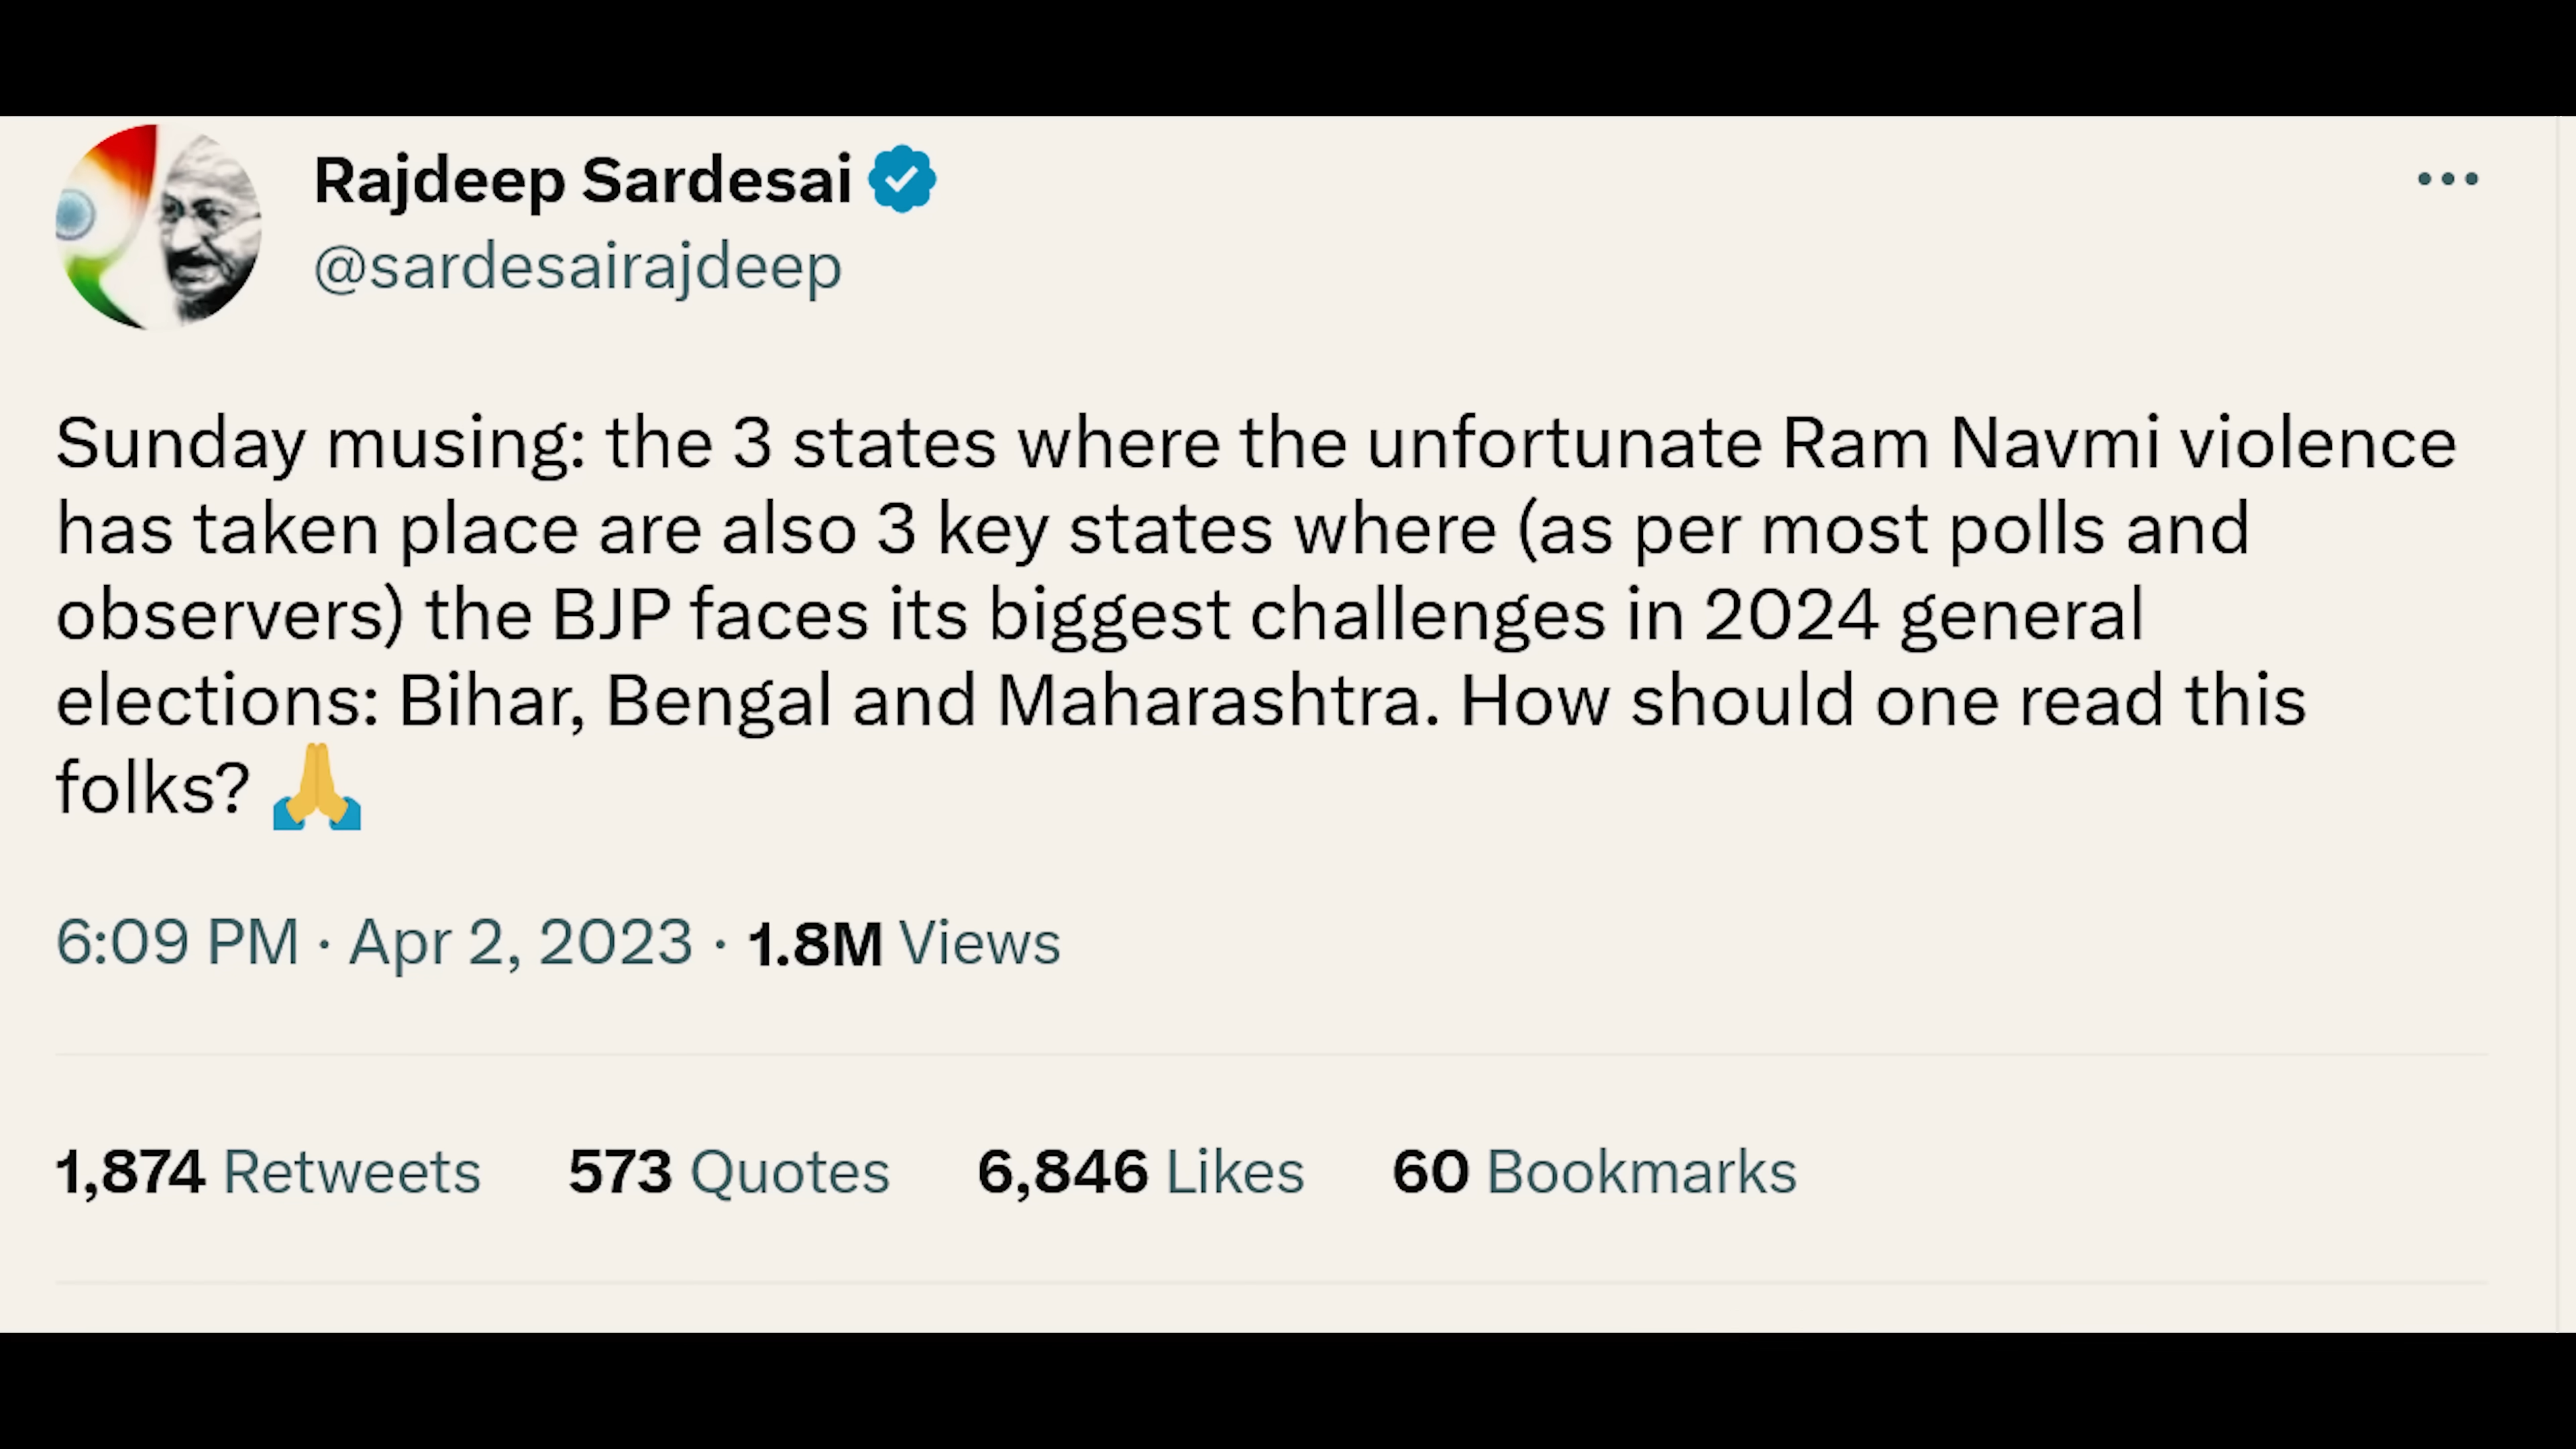 Rajdeep Sardesai
@sardesairajdeep
Sunday musing: the 3 states where the unfortunate Ram Navmi violence
has taken place are also 3 key states where (as per most polls and
observers) the BJP faces its biggest challenges in 2024 general
elections: Bihar, Bengal and Maharashtra. How should one read this
folks? 🙏
6:09 PM · Apr 2, 2023 · 1.8M Views
1,874 Retweets 573 Quotes 6,846 Likes 60 Bookmarks